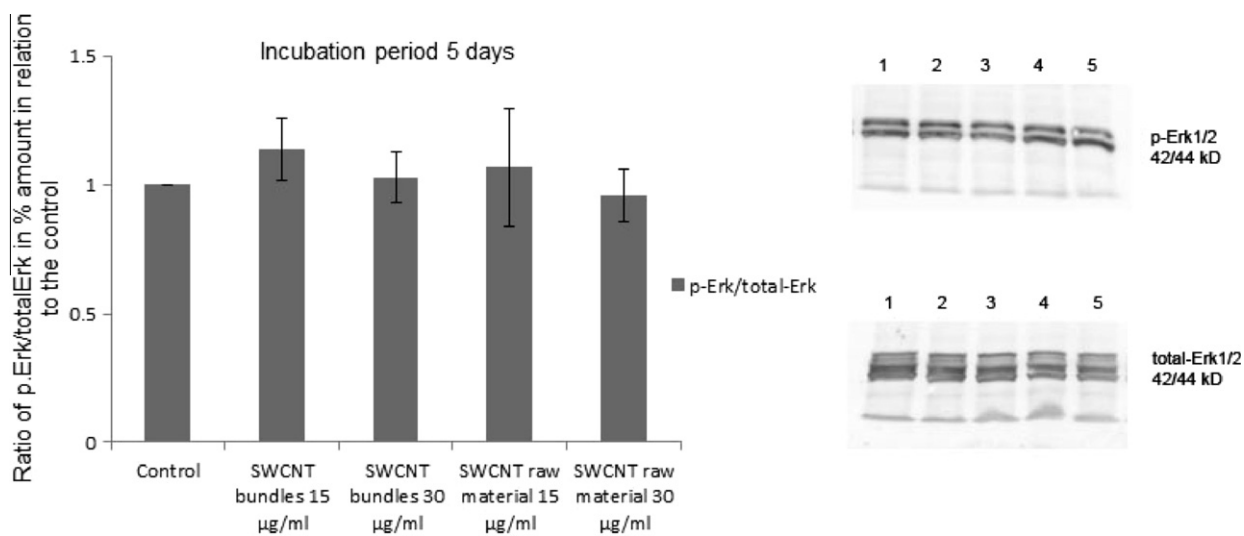 Ratio of p.Erk/totalErk in % amount in relation
to the control
Incubation period 5 days
1.5
1
0.5
0
Control
SWCNT
bundles 15
µg/ml
SWCNT
bundles 30
µg/ml
SWCNT raw
material 15
µg/ml
SWCNT raw
material 30
µg/ml
p-Erk/total-Erk
1 2 3 4 5
p-Erk1/2
42/44 kD
1 2 3 4 5
total-Erk1/2
42/44 kD